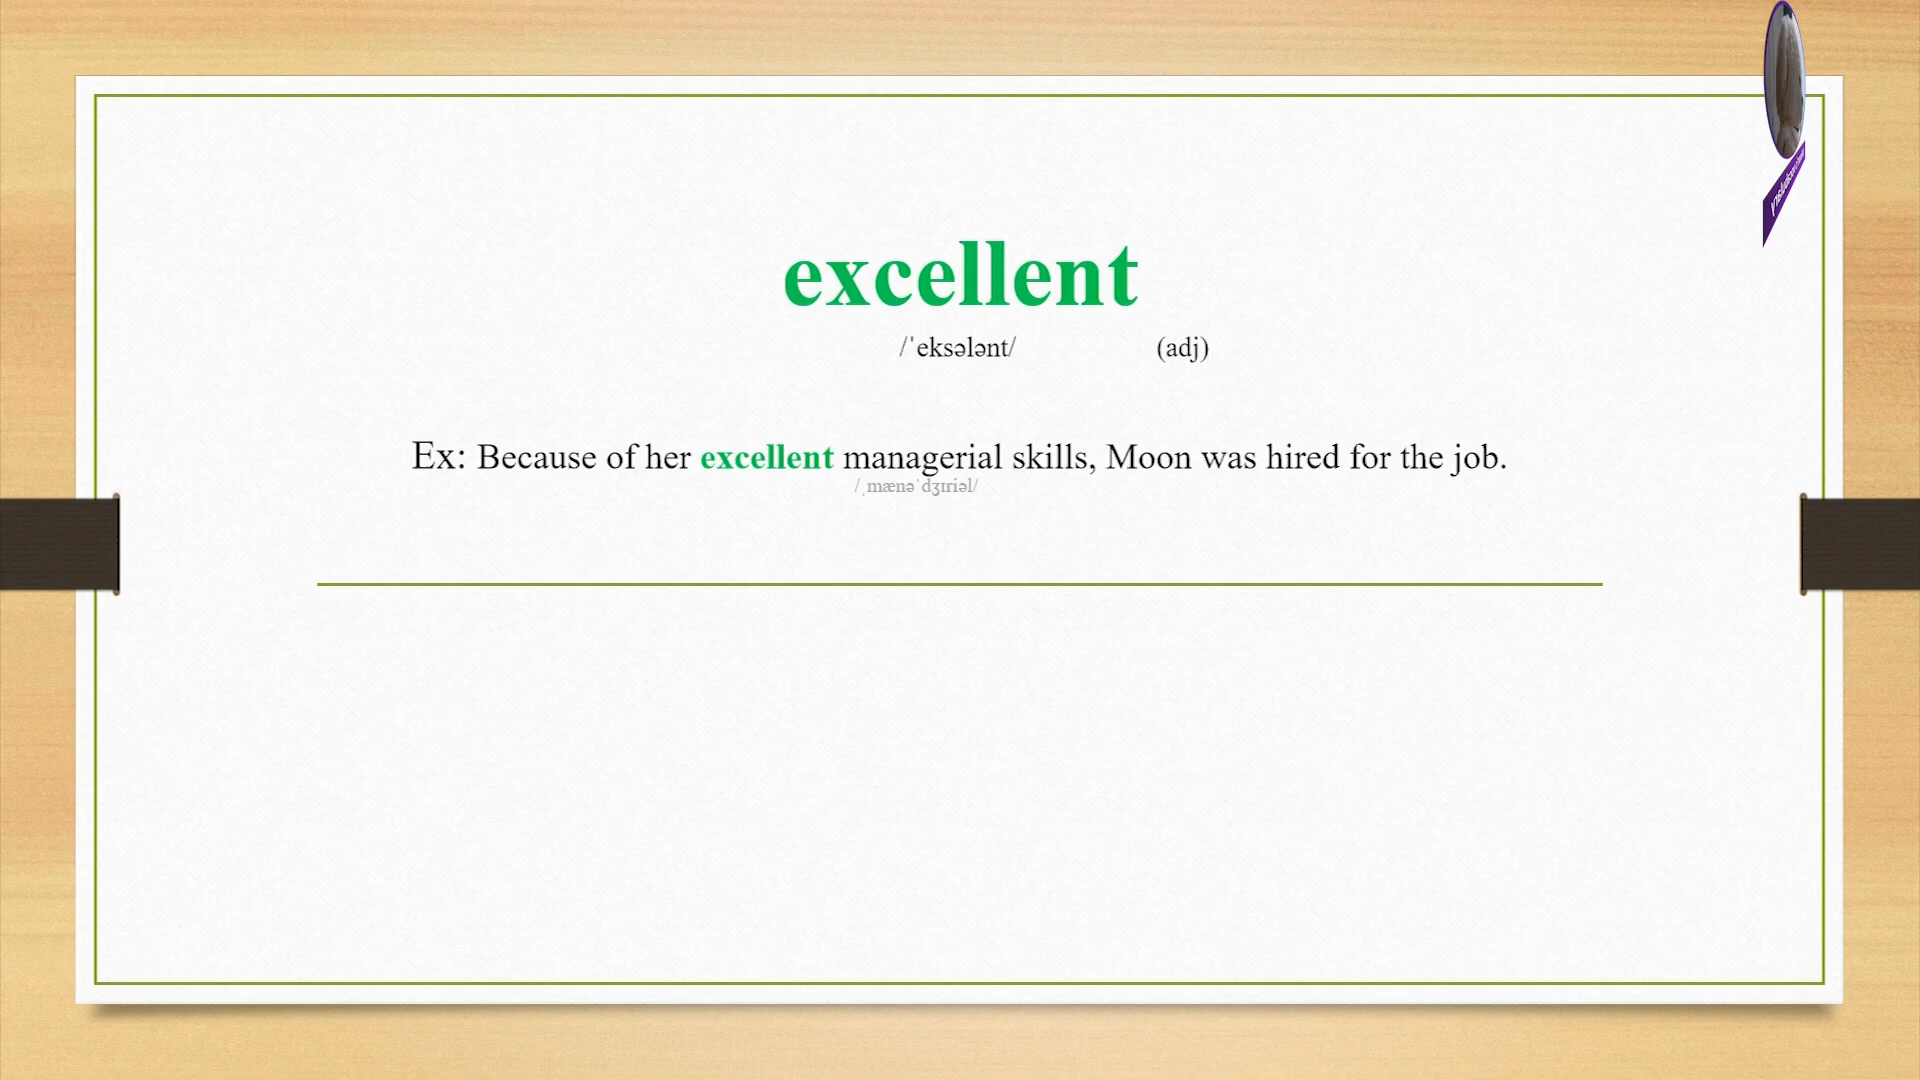 excellent
/ˈeksələnt/ (adj)
Ex: Because of her excellent managerial skills, Moon was hired for the job.
/ˌmænəˈdʒɪriəl/